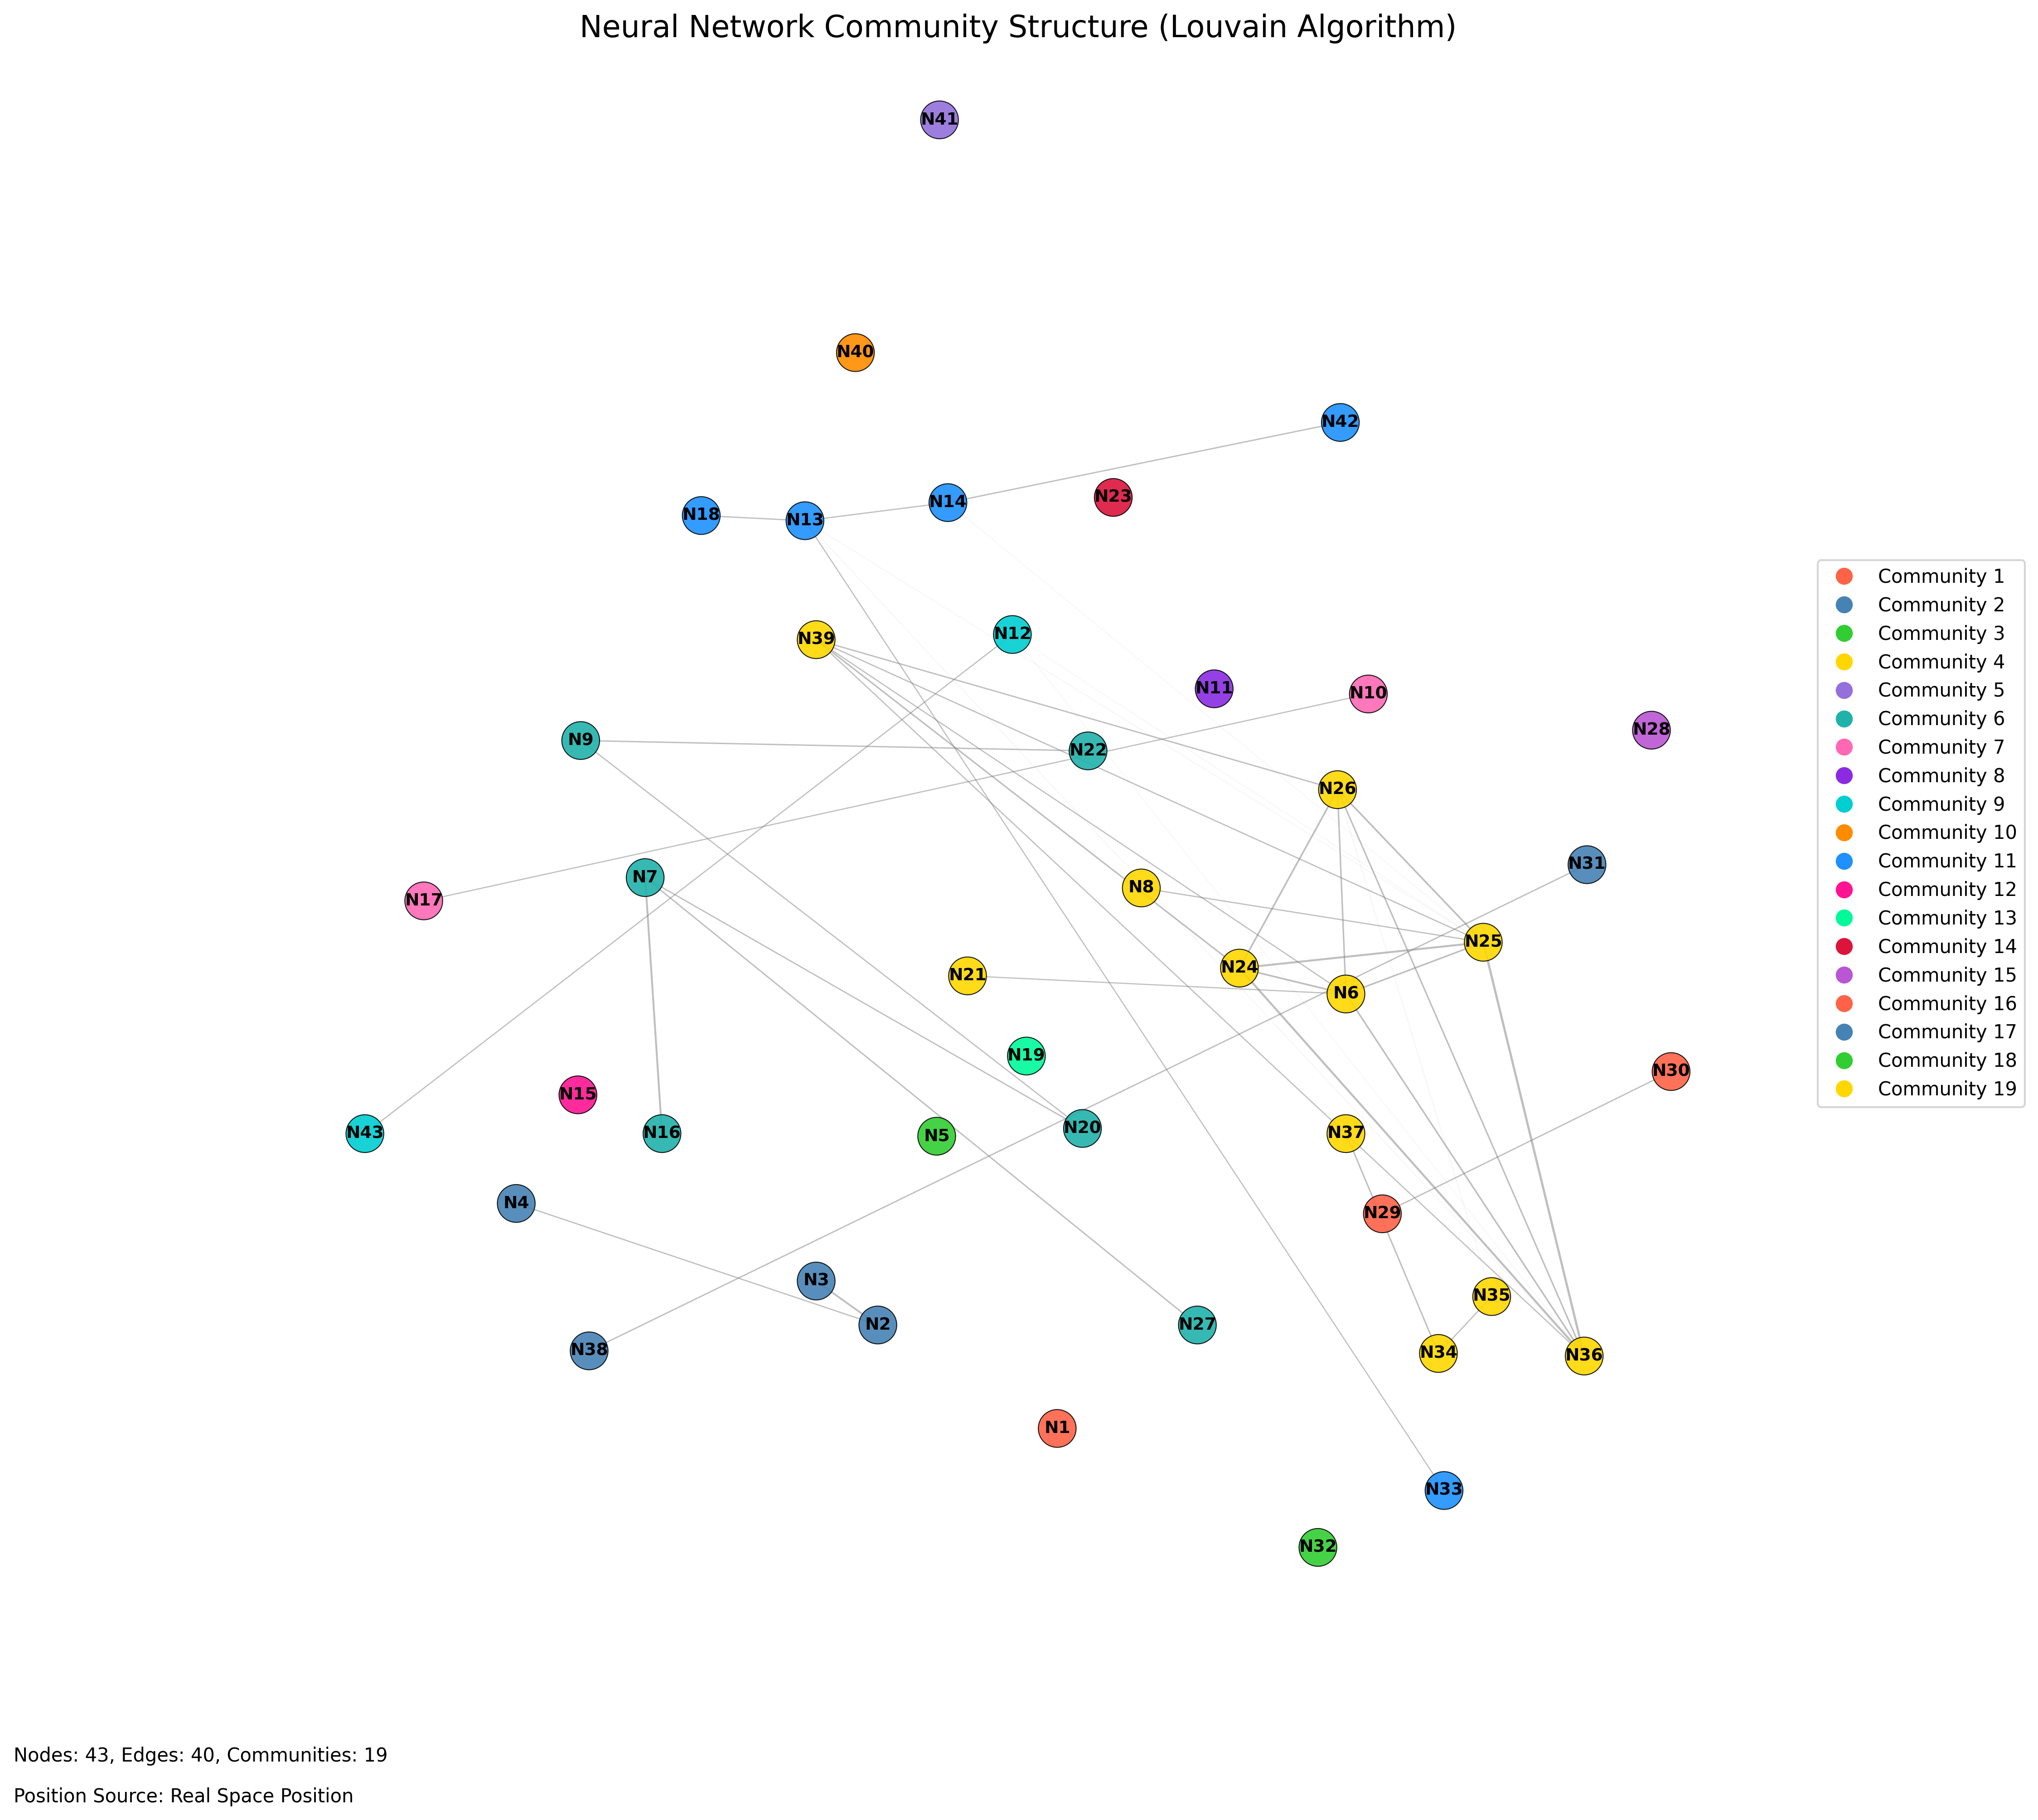 Neural Network Community Structure (Louvain Algorithm)
N41
N40
N42
N23
N14
N18
N13
N12
N39
N11
N10
N28
N9
N22
N26
N31
N7
N8
N17
N25
N24
N21
N6
N19
N30
N15
N20
N43
N16
N37
N5
N4
N29
N3
N35
N2
N27
N38
N34
N36
N1
N33
N32
Community 1
Community 2
Community 3
Community 4
Community 5
Community 6
Community 7
Community 8
Community 9
Community 10
Community 11
Community 12
Community 13
Community 14
Community 15
Community 16
Community 17
Community 18
Community 19
Nodes: 43, Edges: 40, Communities: 19
Position Source: Real Space Position